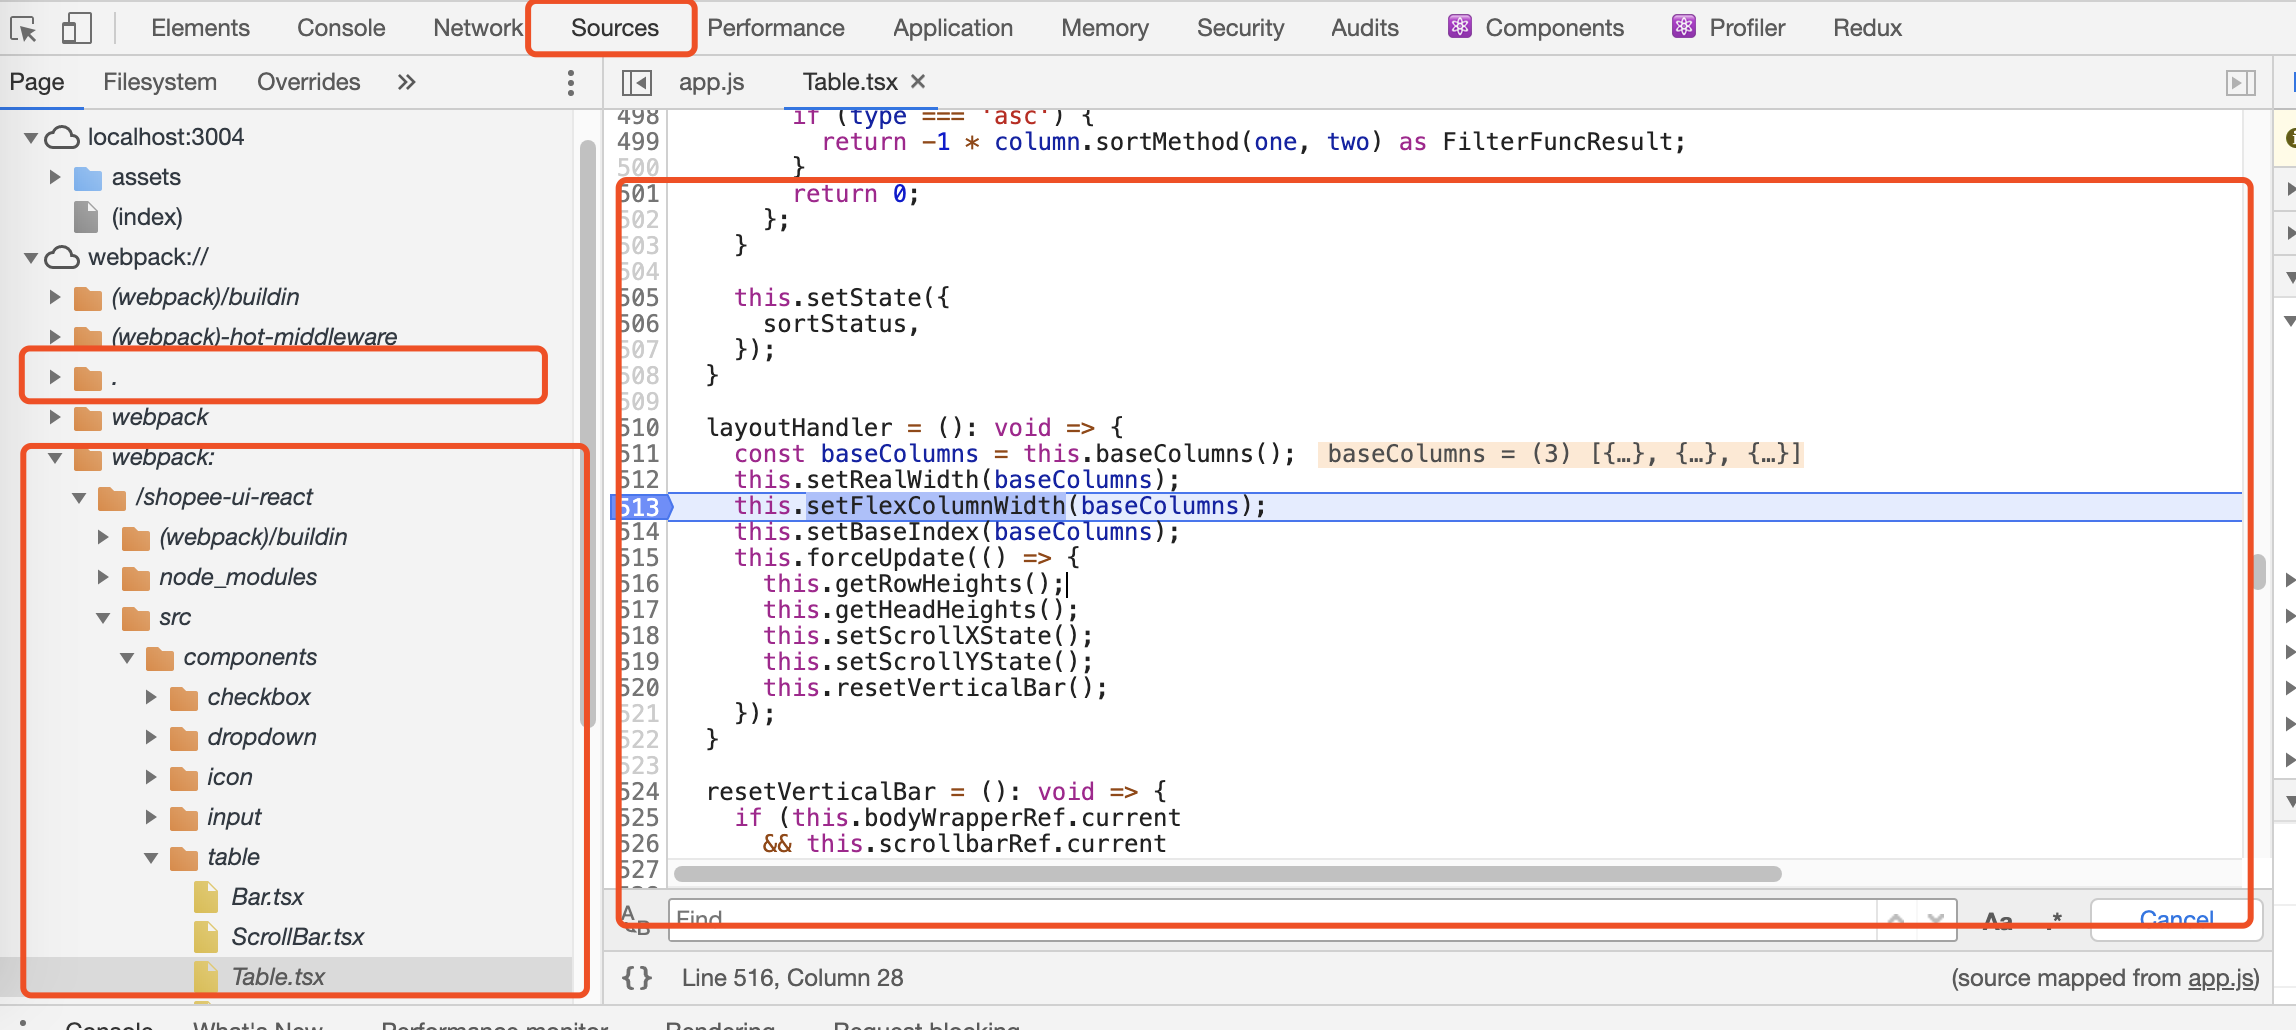 Elements Console Network Sources Performance Application Memory Security Audits Components Profiler Redux
Page Filesystem Overrides »
app.js Table.tsx ×
localhost:3004
assets
(index)
webpack://
(webpack)/buildin
(webpack)-hot-middleware
.
webpack
webpack:
/shopee-ui-react
(webpack)/buildin
node_modules
src
components
checkbox
dropdown
icon
input
table
Bar.tsx
ScrollBar.tsx
Table.tsx
498 if (type === 'asc') {
499 return -1 * column.sortMethod(one, two) as FilterFuncResult;
500 }
501 return 0;
502 };
503 }
504
505 this.setState({
506 sortStatus,
507 });
508 }
509
510 layoutHandler = (): void => {
511 const baseColumns = this.baseColumns(); baseColumns = (3) [{…}, {…}, {…}]
512 this.setRealWidth(baseColumns);
513 this.setFlexColumnWidth(baseColumns);
514 this.setBaseIndex(baseColumns);
515 this.forceUpdate(() => {
516 this.getRowHeights();
517 this.getHeadHeights();
518 this.setScrollXState();
519 this.setScrollYState();
520 this.resetVerticalBar();
521 });
522 }
523
524 resetVerticalBar = (): void => {
525 if (this.bodyWrapperRef.current
526 && this.scrollbarRef.current
527
Find Aa .* Cancel
{} Line 516, Column 28 (source mapped from app.js)
Console What's New Performance monitor Rendering Request blocking